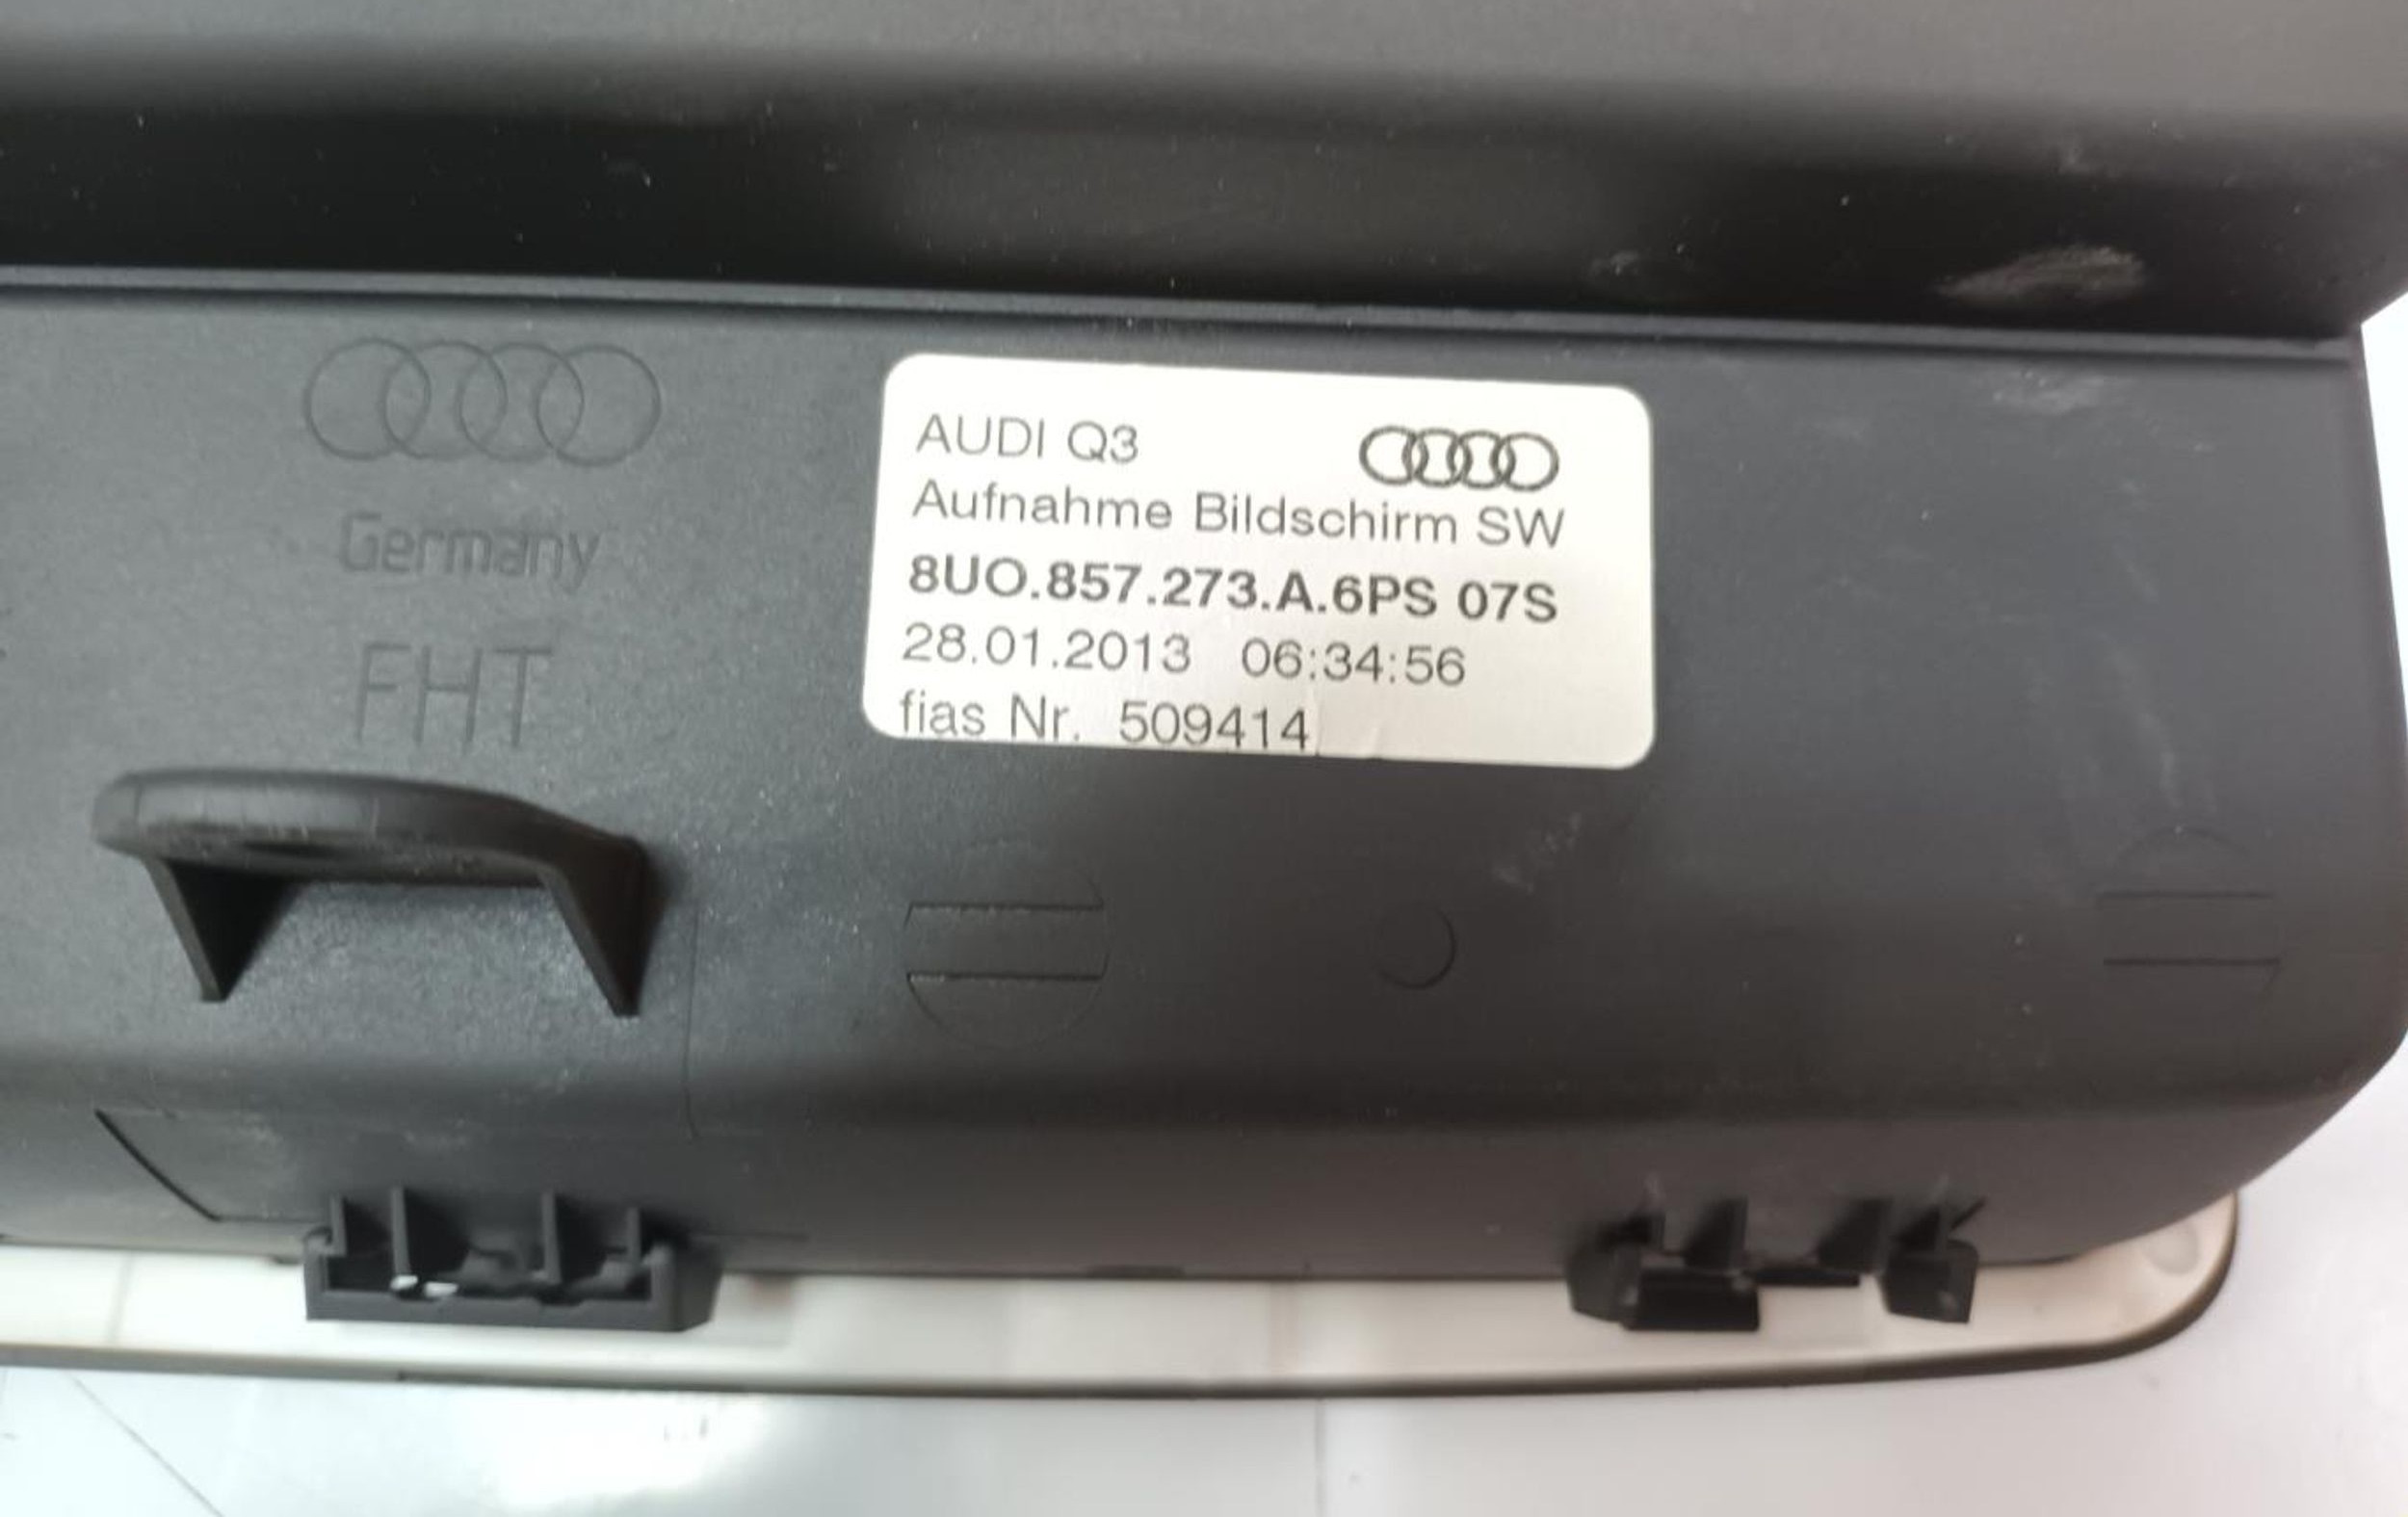 Germany
FHT
AUDI Q3
Aufnahme Bildschirm SW
8UO.857.273.A.6PS 07S
28.01.2013 06:34:56
fias Nr. 509414